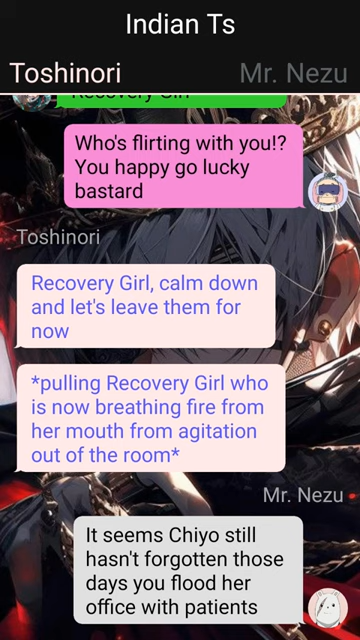 Indian Ts
Toshinori
Mr. Nezu
Recovery Girl
Who's flirting with you!?
You happy go lucky
bastard
Toshinori
Recovery Girl, calm down
and let's leave them for
now
*pulling Recovery Girl who
is now breathing fire from
her mouth from agitation
out of the room*
Mr. Nezu
It seems Chiyo still
hasn't forgotten those
days you flood her
office with patients